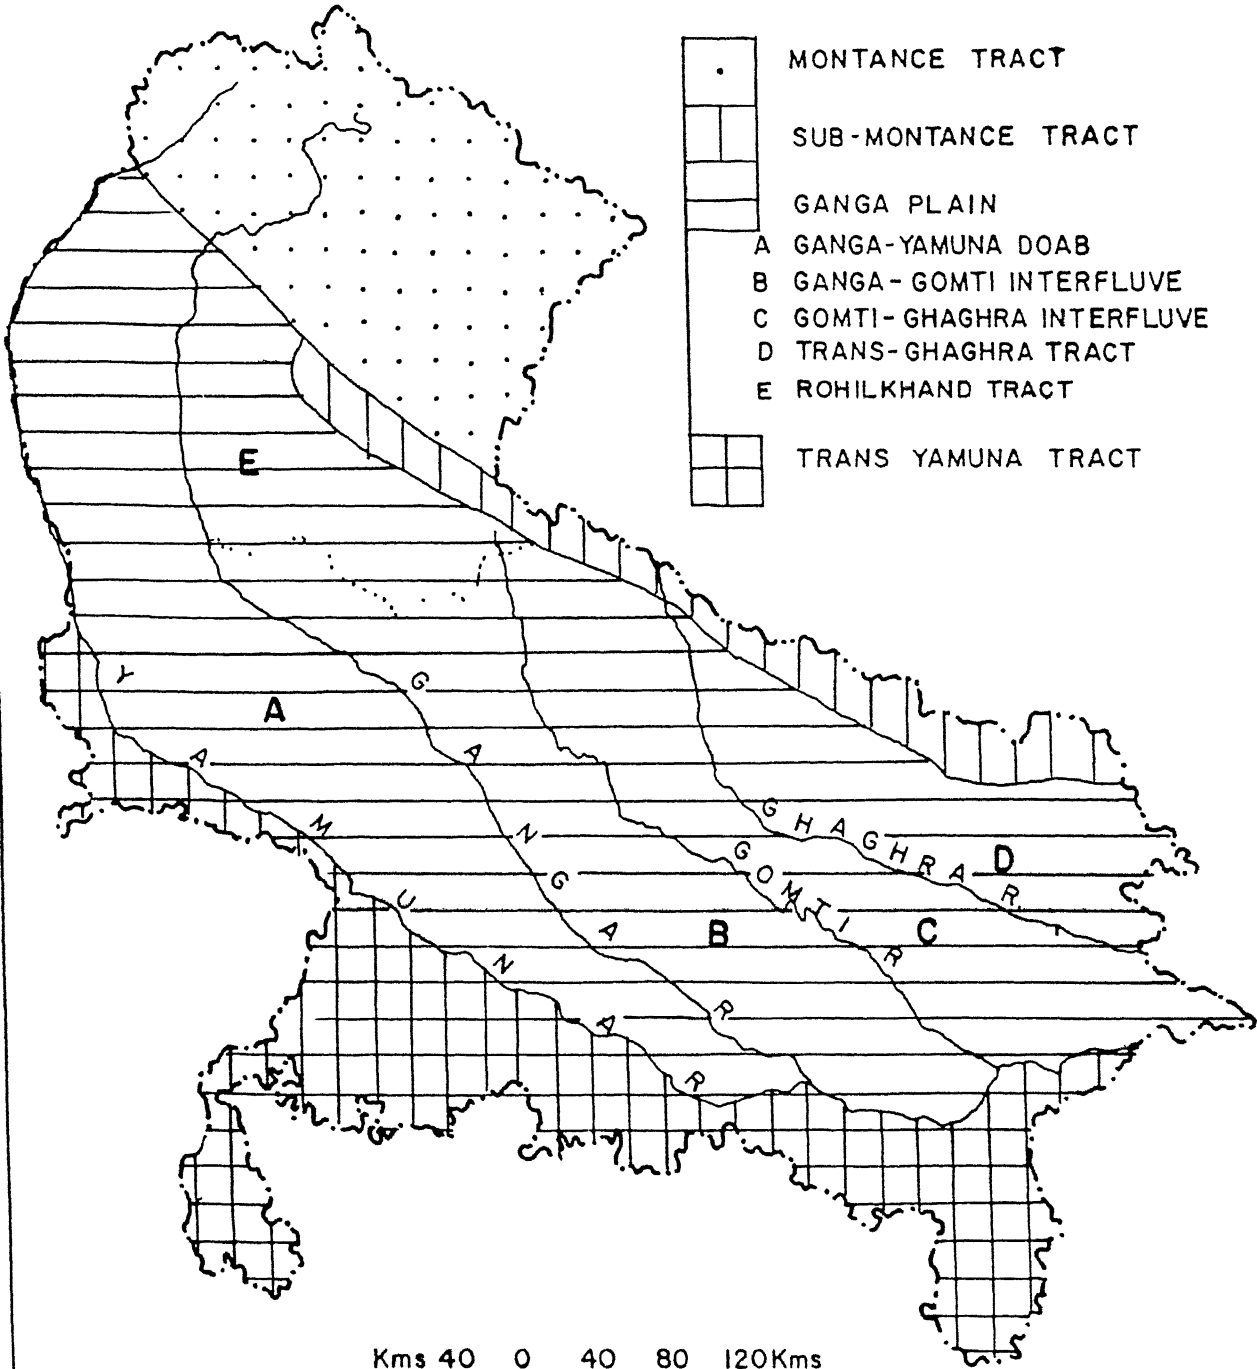 MONTANCE TRACT
SUB-MONTANCE TRACT
GANGA PLAIN
A GANGA-YAMUNA DOAB
B GANGA-GOMTI INTERFLUVE
C GOMTI-GHAGHRA INTERFLUVE
D TRANS-GHAGHRA TRACT
E ROHILKHAND TRACT
TRANS YAMUNA TRACT
E
A
YAMUNA R
GANGA R
GHAGHRA R
GOMTI R
D
B
C
Kms 40 0 40 80 120Kms